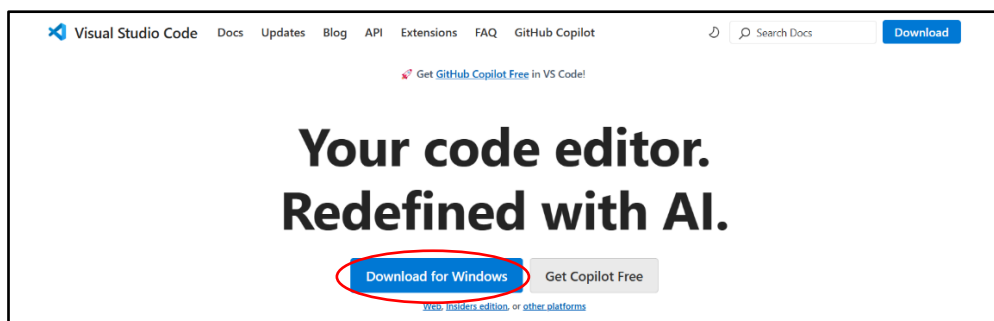 Visual Studio Code Docs Updates Blog API Extensions FAQ GitHub Copilot Search Docs Download
🚀 Get GitHub Copilot Free in VS Code!
Your code editor.
Redefined with AI.
Download for Windows Get Copilot Free
Web, Insiders edition, or other platforms